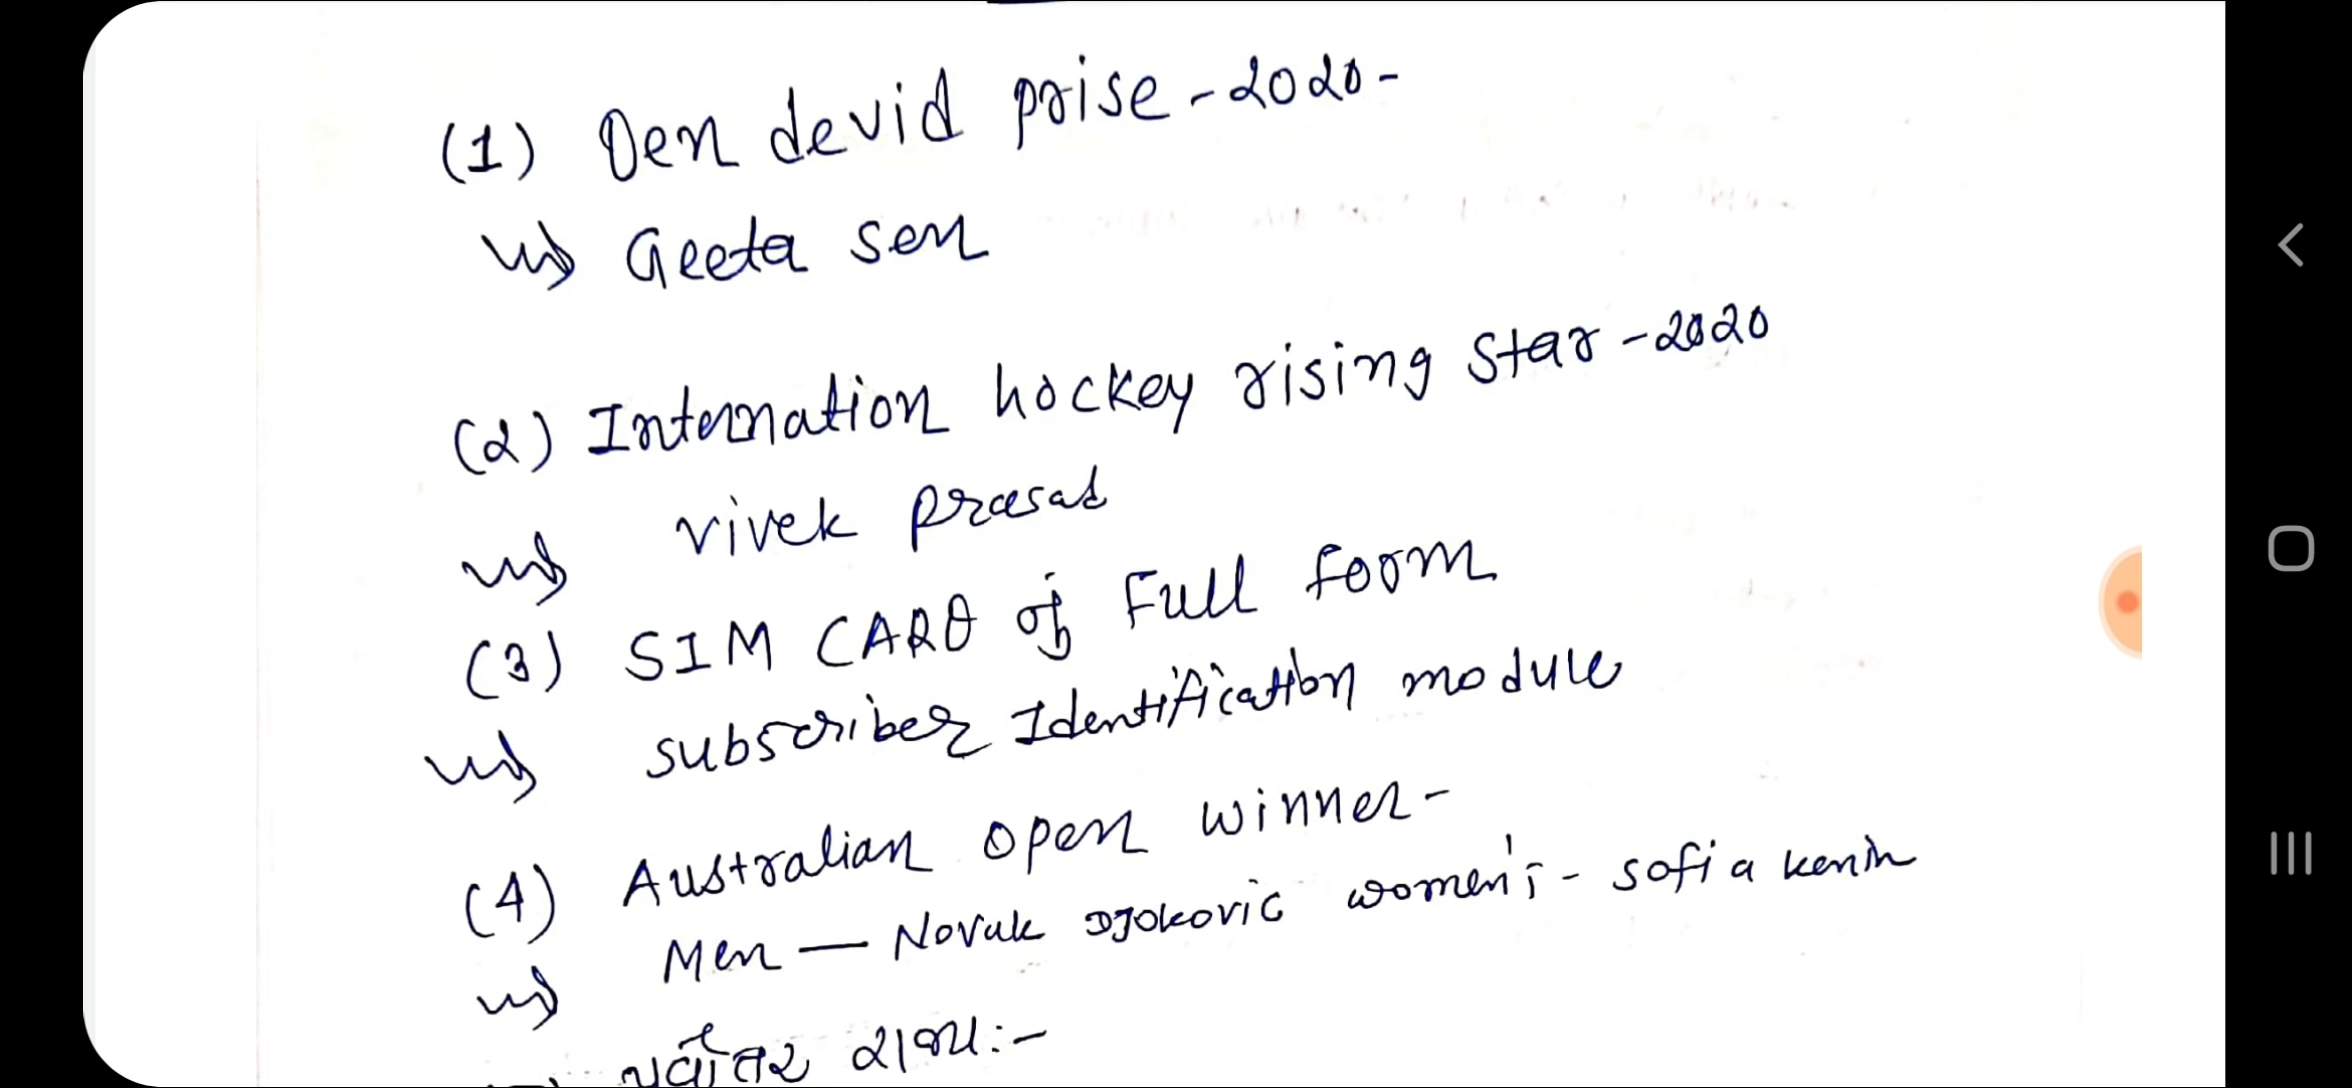 (1) Den devid prise - 2020 -
⇒ Geeta sen
(2) Internation hockey rising star - 2020
⇒ vivek prasad
(3) SIM CARD of Full form
⇒ subscriber Identification module
(4) Australian open winner -
⇒ Men — Novak Djokovic women's - sofia kenin
પૂર્વોત્તર રાજ્ય :-